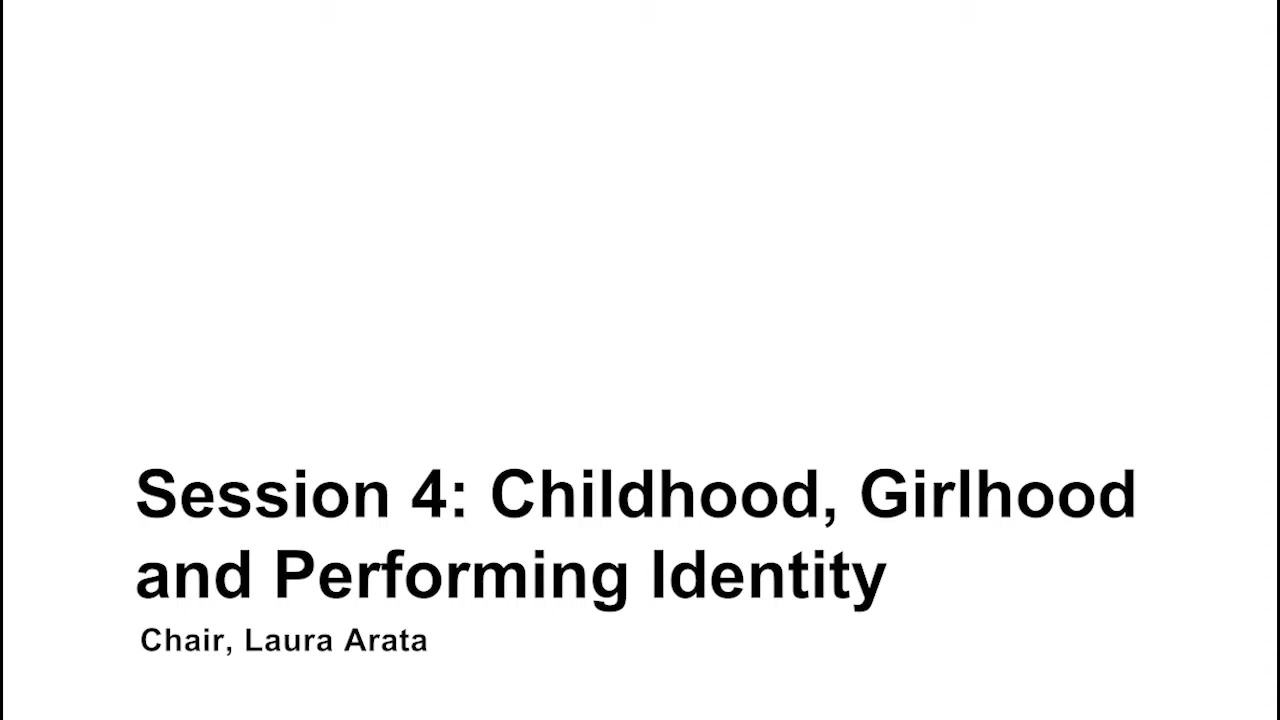 Session 4: Childhood, Girlhood
and Performing Identity
Chair, Laura Arata